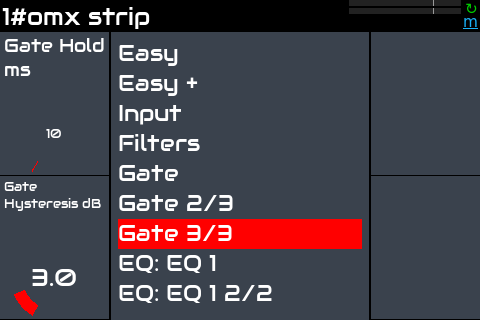 1#omx strip
↻
m
Gate Hold
ms
10
Gate
Hysteresis dB
3.0
Easy
Easy +
Input
Filters
Gate
Gate 2/3
Gate 3/3
EQ: EQ 1
EQ: EQ 1 2/2